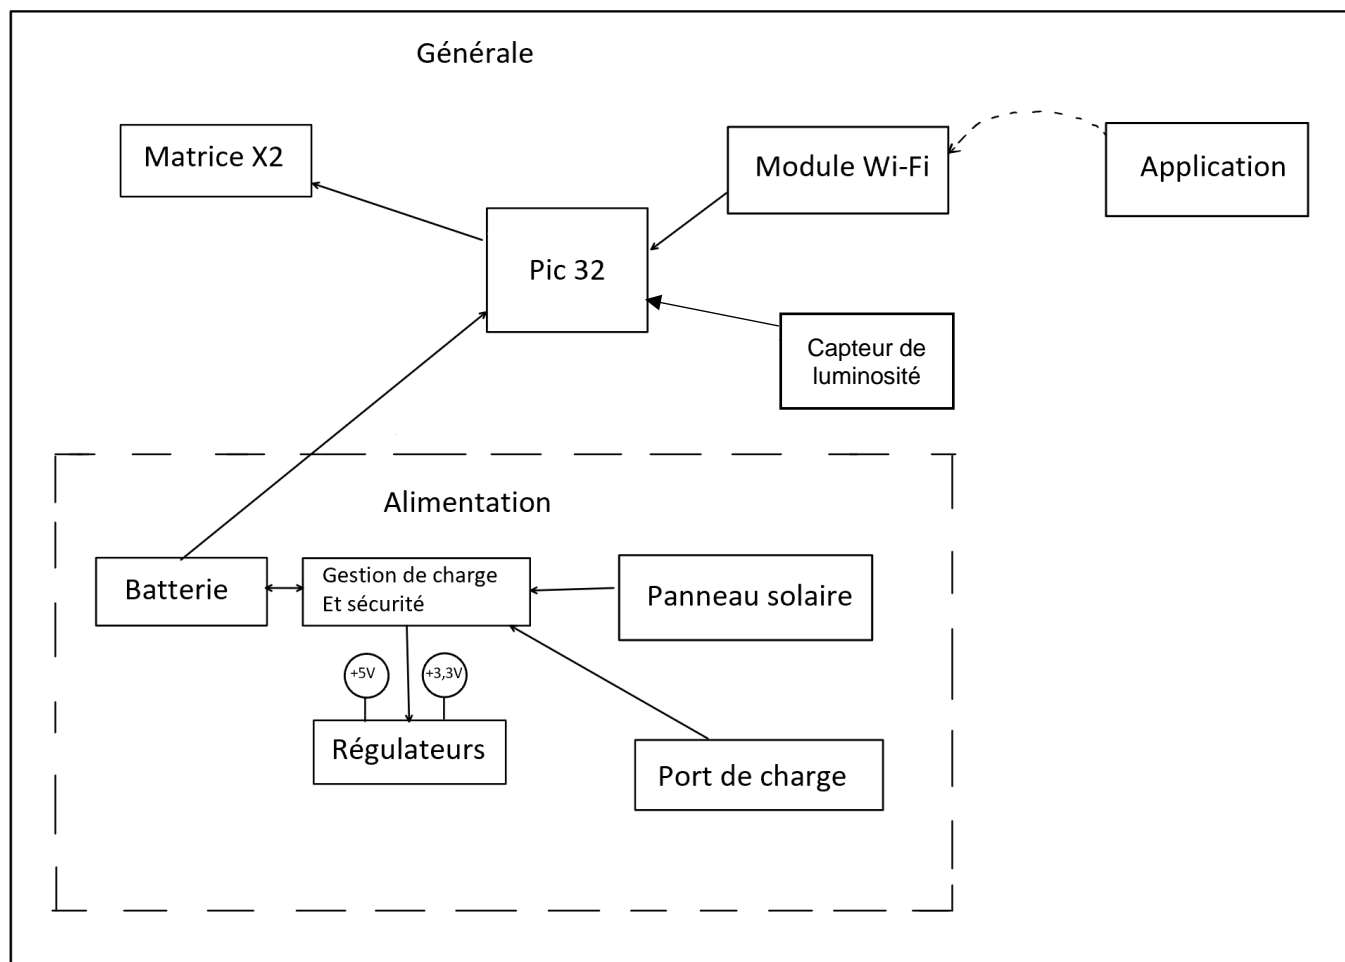 Générale
Matrice X2
Module Wi-Fi
Application
Pic 32
Capteur de
luminosité
Alimentation
Batterie
Gestion de charge
Et sécurité
Panneau solaire
+5V
+3,3V
Régulateurs
Port de charge